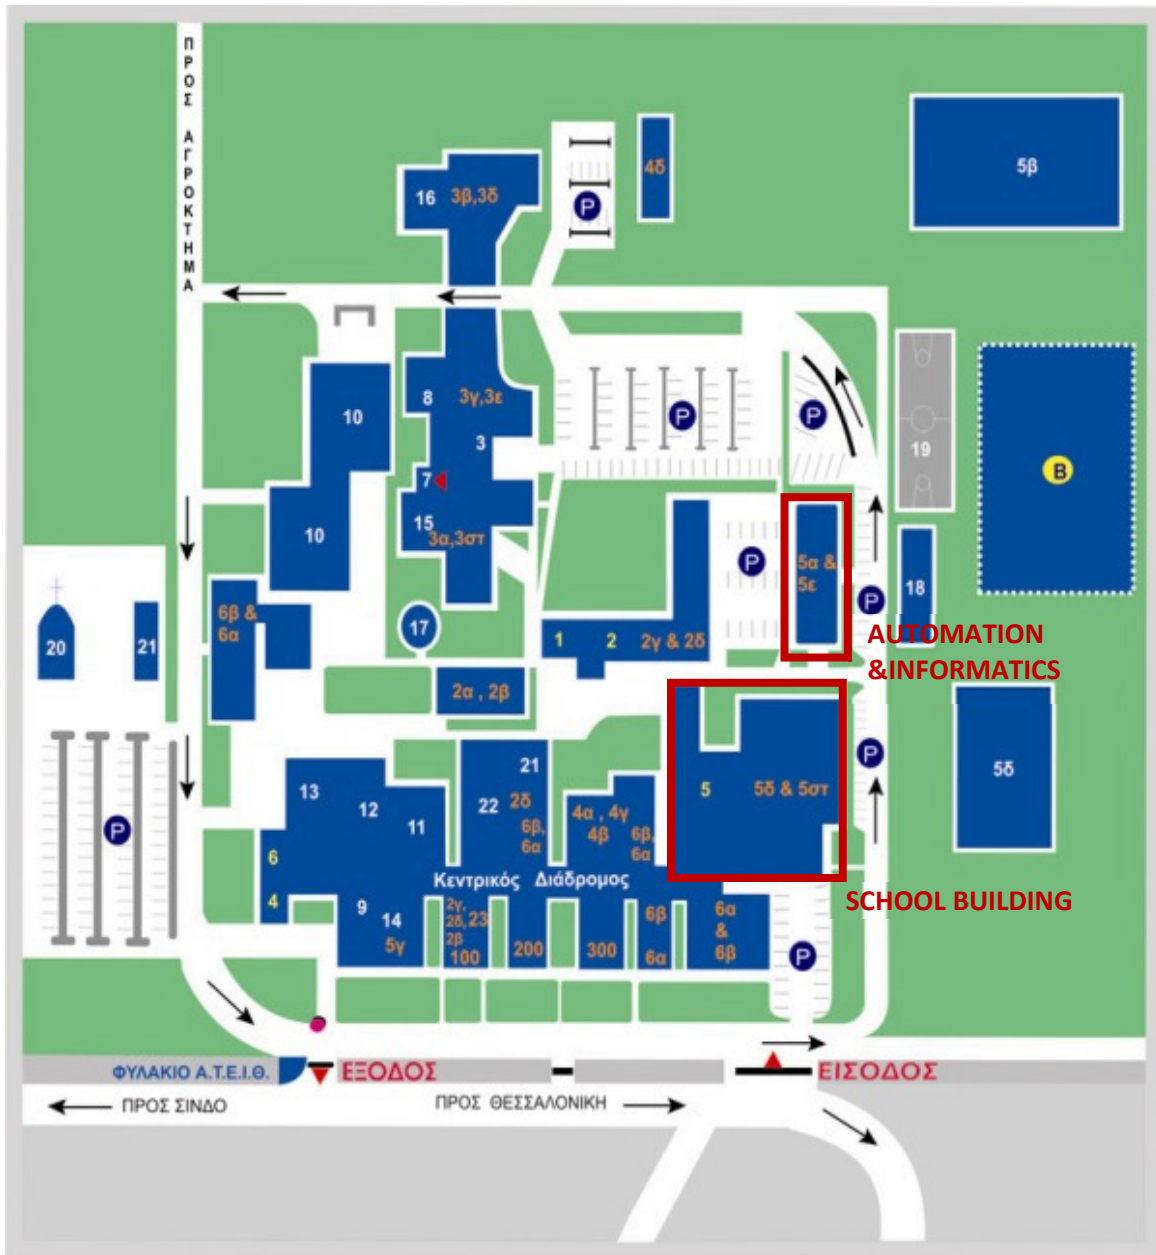 ΠΡΟΣ ΑΓΡΟΚΤΗΜΑ
16 3β,3δ
P
4δ
5β
8 3γ,3ε
3
7
15
3α,3στ
10
10
P
P
19
B
6β &
6α
17
1 2 2γ & 2δ
P
5α &
5ε
P
18
AUTOMATION
&INFORMATICS
20
21
2α , 2β
P
13
12
11
21
22 2δ
6β,
6α
4α , 4γ
4β
6β,
6α
5 5δ & 5στ
P
5δ
6
4
9
14
5γ
Κεντρικός Διάδρομος
2γ,
2δ, 23
2β
100
200
300
6β
6α
6α
&
6β
SCHOOL BUILDING
P
ΦΥΛΑΚΙΟ Α.Τ.Ε.Ι.Θ.
ΕΞΟΔΟΣ
ΕΙΣΟΔΟΣ
ΠΡΟΣ ΣΙΝΔΟ
ΠΡΟΣ ΘΕΣΣΑΛΟΝΙΚΗ